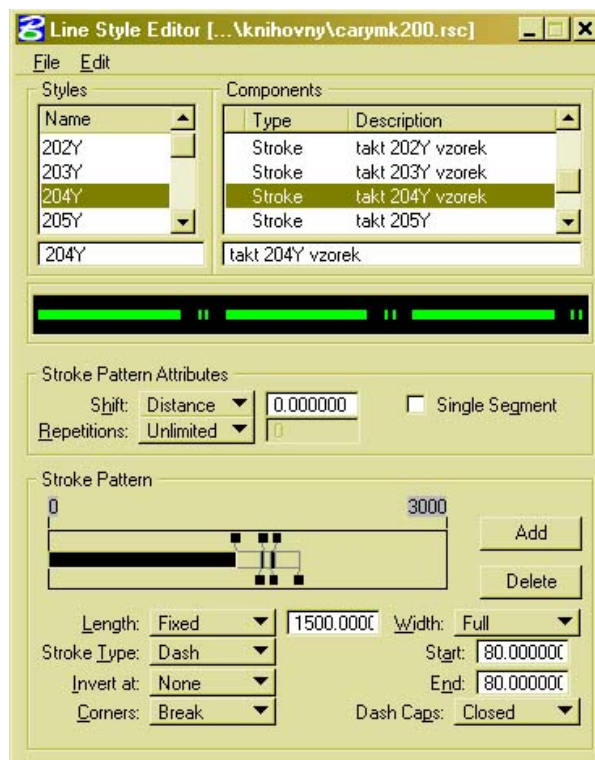 Line Style Editor [...\knihovny\carymk200.rsc]
File Edit
Styles
Components
Name
Type Description
202Y
203Y
204Y
205Y
Stroke takt 202Y vzorek
Stroke takt 203Y vzorek
Stroke takt 204Y vzorek
Stroke takt 205Y
204Y
takt 204Y vzorek
Stroke Pattern Attributes
Shift: Distance 0.000000 Single Segment
Repetitions: Unlimited 0
Stroke Pattern
0 3000
Add
Delete
Length: Fixed 1500.000( Width: Full
Stroke Type: Dash Start: 80.00000(
Invert at: None End: 80.00000(
Corners: Break Dash Caps: Closed